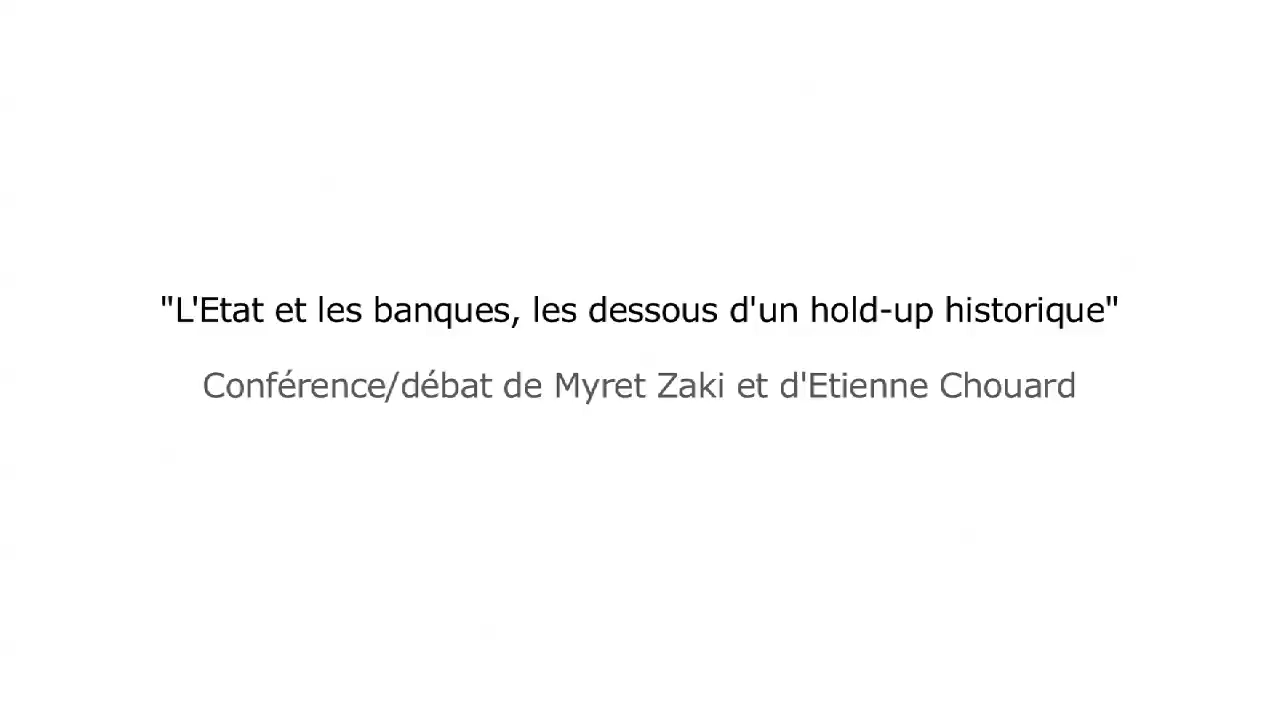 "L'Etat et les banques, les dessous d'un hold-up historique"
Conférence/débat de Myret Zaki et d'Etienne Chouard